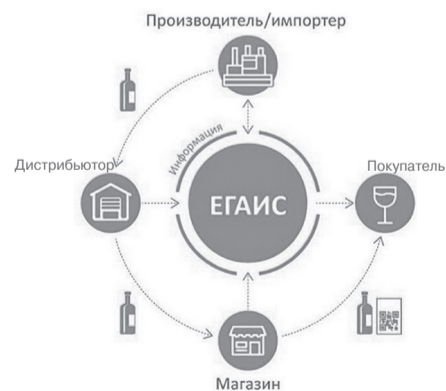 Производитель/импортер
Информация
Дистрибьютор
Покупатель
ЕГАИС
Магазин